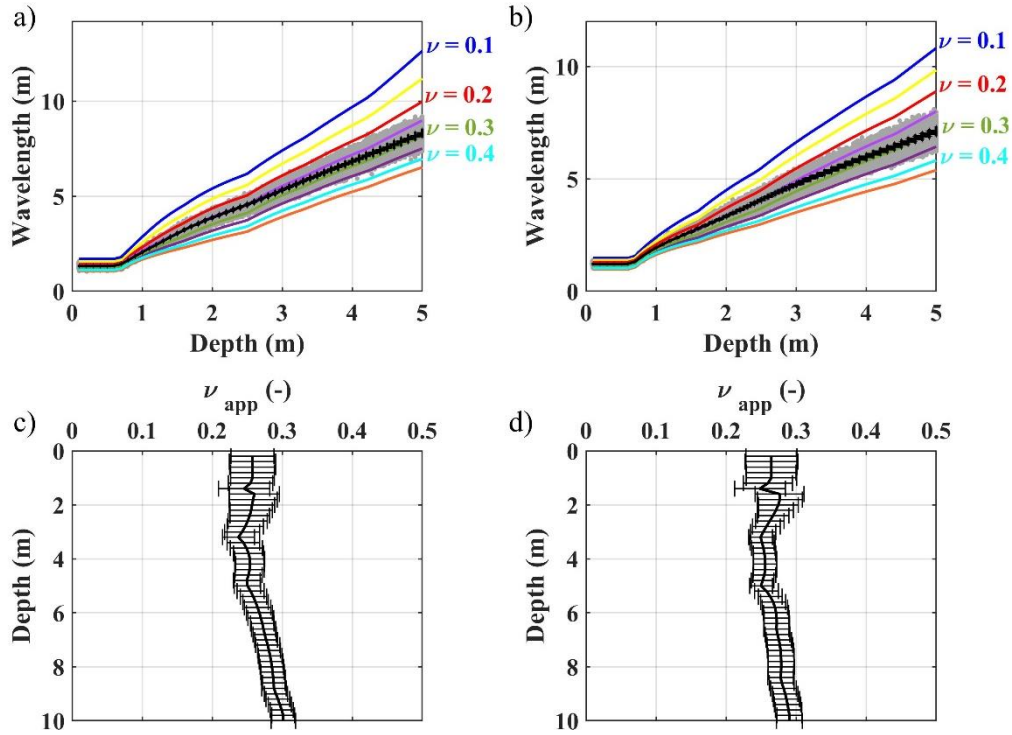 a)
Wavelength (m)
10
5
0
0 1 2 3 4 5
Depth (m)
ν = 0.1
ν = 0.2
ν = 0.3
ν = 0.4
b)
Wavelength (m)
10
5
0
0 1 2 3 4 5
Depth (m)
ν = 0.1
ν = 0.2
ν = 0.3
ν = 0.4
c)
ν app (-)
0 0.1 0.2 0.3 0.4 0.5
Depth (m)
0
2
4
6
8
10
d)
ν app (-)
0 0.1 0.2 0.3 0.4 0.5
Depth (m)
0
2
4
6
8
10